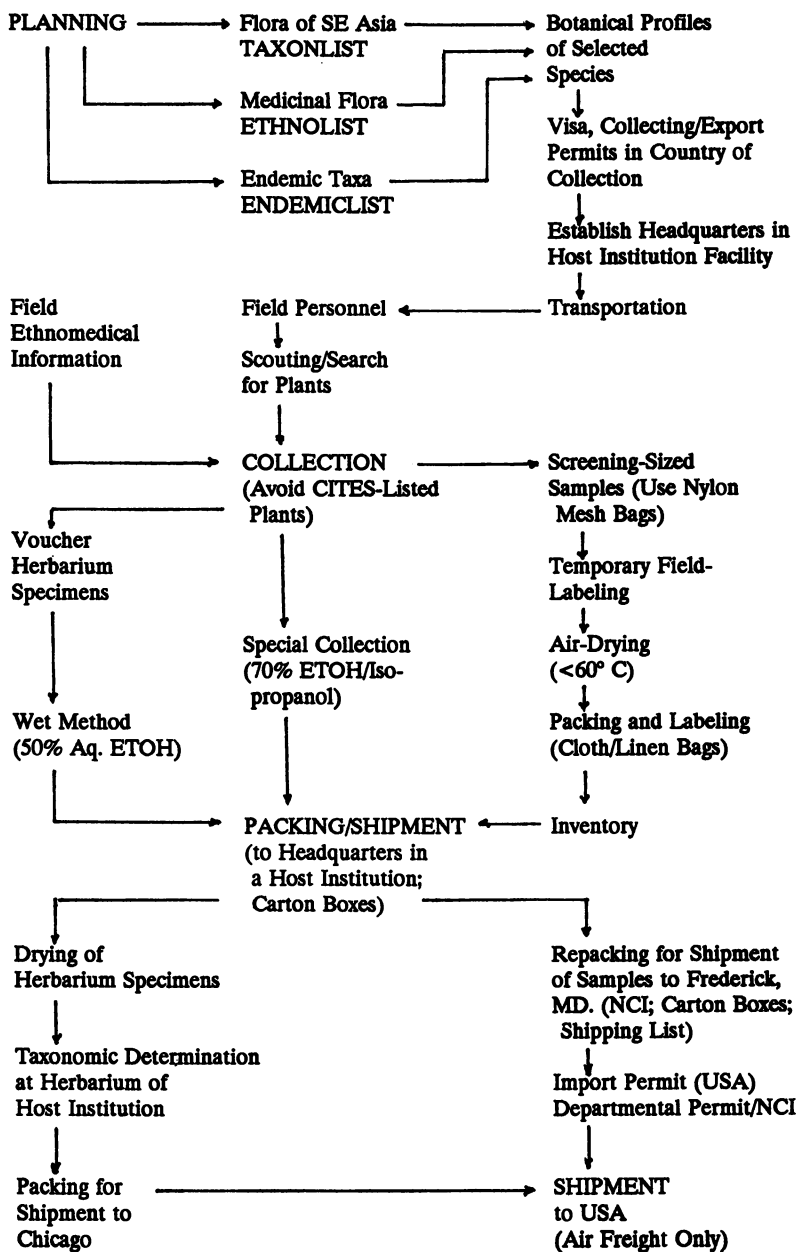 PLANNING
Flora of SE Asia
TAXONLIST
Botanical Profiles
of Selected
Species
Medicinal Flora
ETHNOLIST
Endemic Taxa
ENDEMICLIST
Visa, Collecting/Export
Permits in Country of
Collection
Establish Headquarters in
Host Institution Facility
Transportation
Field Personnel
Field
Ethnomedical
Information
Scouting/Search
for Plants
COLLECTION
(Avoid CITES-Listed
Plants)
Screening-Sized
Samples (Use Nylon
Mesh Bags)
Voucher
Herbarium
Specimens
Temporary Field-
Labeling
Special Collection
(70% ETOH/Iso-
propanol)
Air-Drying
(<60° C)
Wet Method
(50% Aq. ETOH)
Packing and Labeling
(Cloth/Linen Bags)
Inventory
PACKING/SHIPMENT
(to Headquarters in
a Host Institution;
Carton Boxes)
Drying of
Herbarium Specimens
Repacking for Shipment
of Samples to Frederick,
MD. (NCI; Carton Boxes;
Shipping List)
Taxonomic Determination
at Herbarium of
Host Institution
Import Permit (USA)
Departmental Permit/NCI
Packing for
Shipment to
Chicago
SHIPMENT
to USA
(Air Freight Only)